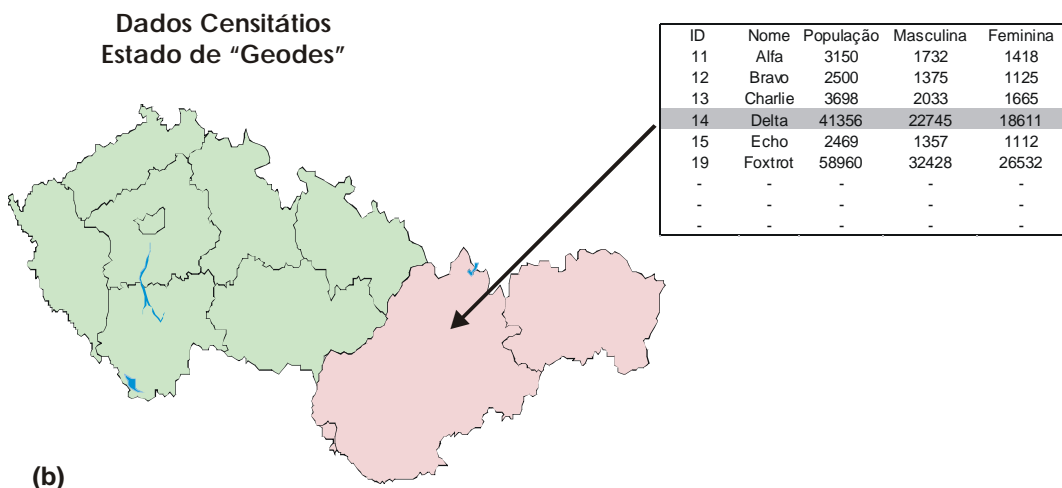 Dados Censitátios
Estado de “Geodes”
ID Nome População Masculina Feminina
11 Alfa 3150 1732 1418
12 Bravo 2500 1375 1125
13 Charlie 3698 2033 1665
14 Delta 41356 22745 18611
15 Echo 2469 1357 1112
19 Foxtrot 58960 32428 26532
- - - - -
- - - - -
- - - - -
(b)